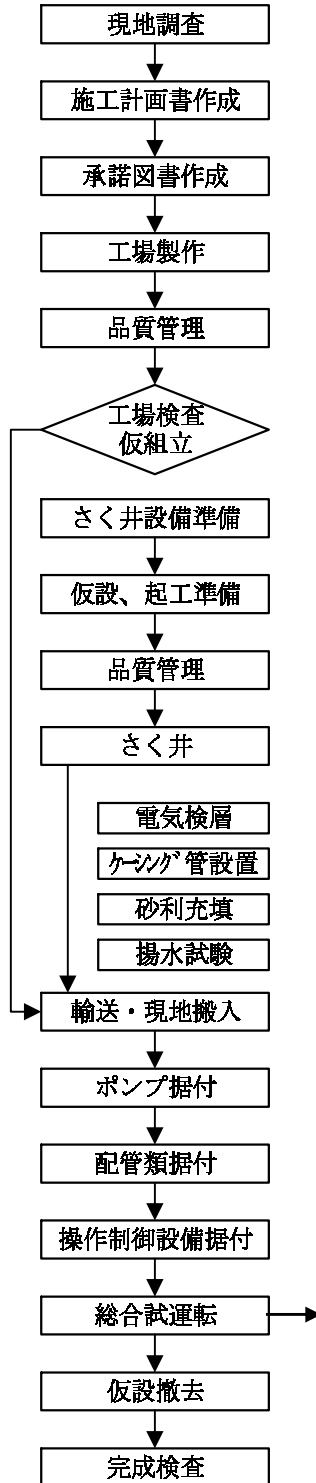 現地調査
施工計画書作成
承諾図書作成
工場製作
品質管理
工場検査
仮組立
さく井設備準備
仮設、起工準備
品質管理
さく井
電気検層
ｹｰｼﾝｸﾞ管設置
砂利充填
揚水試験
輸送・現地搬入
ポンプ据付
配管類据付
操作制御設備据付
総合試運転
仮設撤去
完成検査